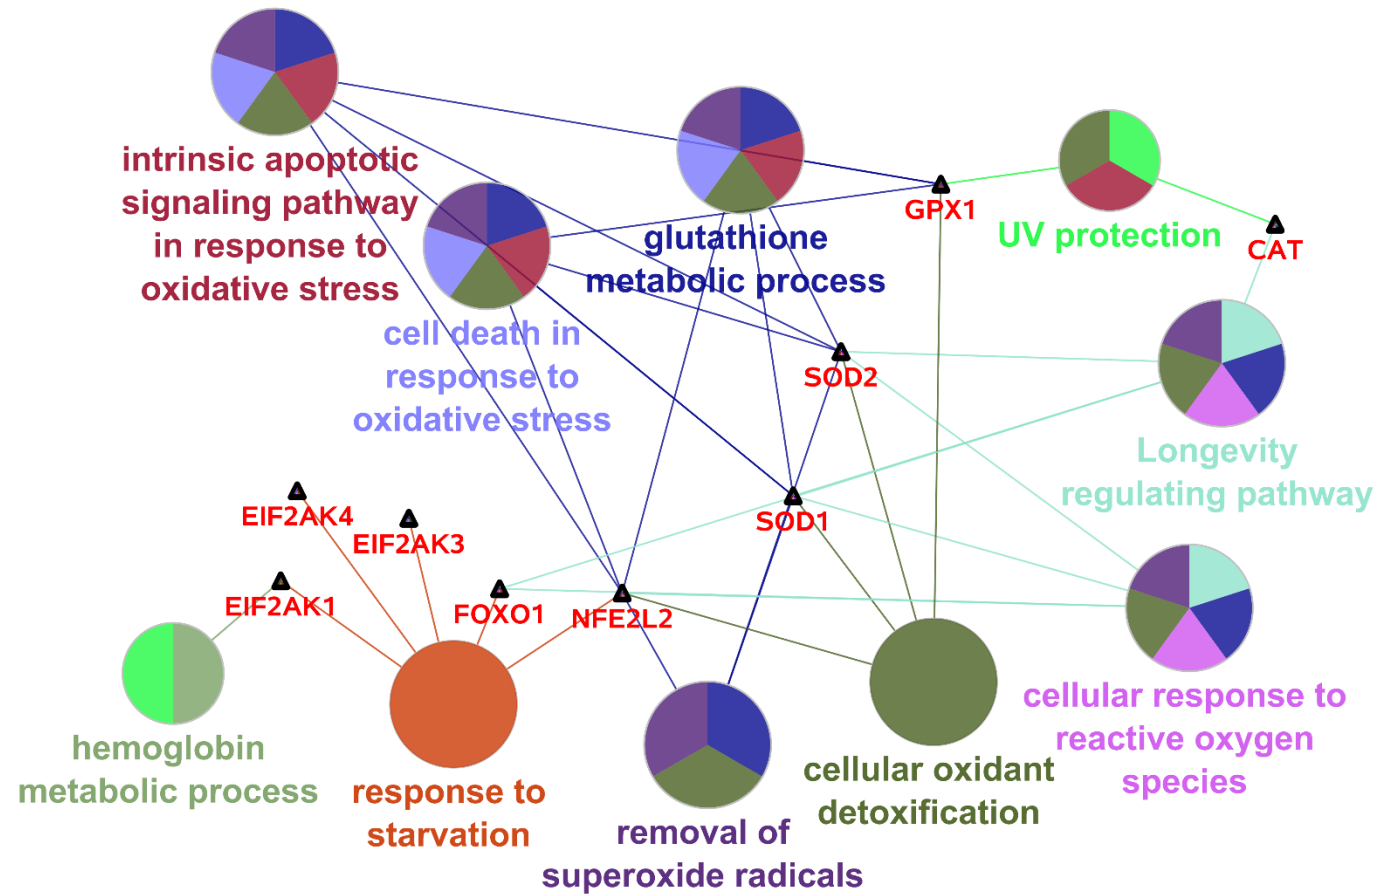 intrinsic apoptotic
signaling pathway
in response to
oxidative stress
glutathione
metabolic process
GPX1
UV protection
CAT
cell death in
response to
oxidative stress
SOD2
Longevity
regulating pathway
EIF2AK4
EIF2AK3
SOD1
EIF2AK1
FOXO1
NFE2L2
hemoglobin
metabolic process
response to
starvation
removal of
superoxide radicals
cellular oxidant
detoxification
cellular response to
reactive oxygen
species